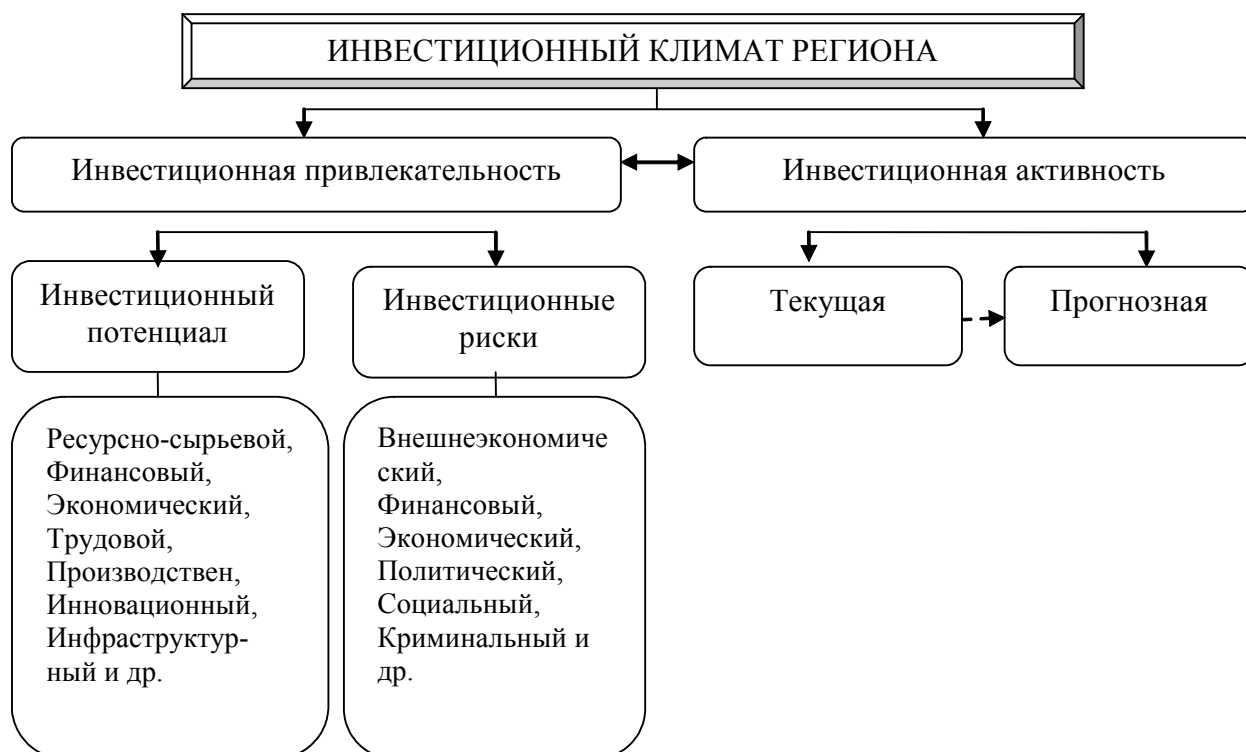 ИНВЕСТИЦИОННЫЙ КЛИМАТ РЕГИОНА
Инвестиционная привлекательность
Инвестиционная активность
Инвестиционный
потенциал
Инвестиционные
риски
Текущая
Прогнозная
Ресурсно-сырьевой,
Финансовый,
Экономический,
Трудовой,
Производствен,
Инновационный,
Инфраструктур-
ный и др.
Внешнеэкономиче
ский,
Финансовый,
Экономический,
Политический,
Социальный,
Криминальный и
др.